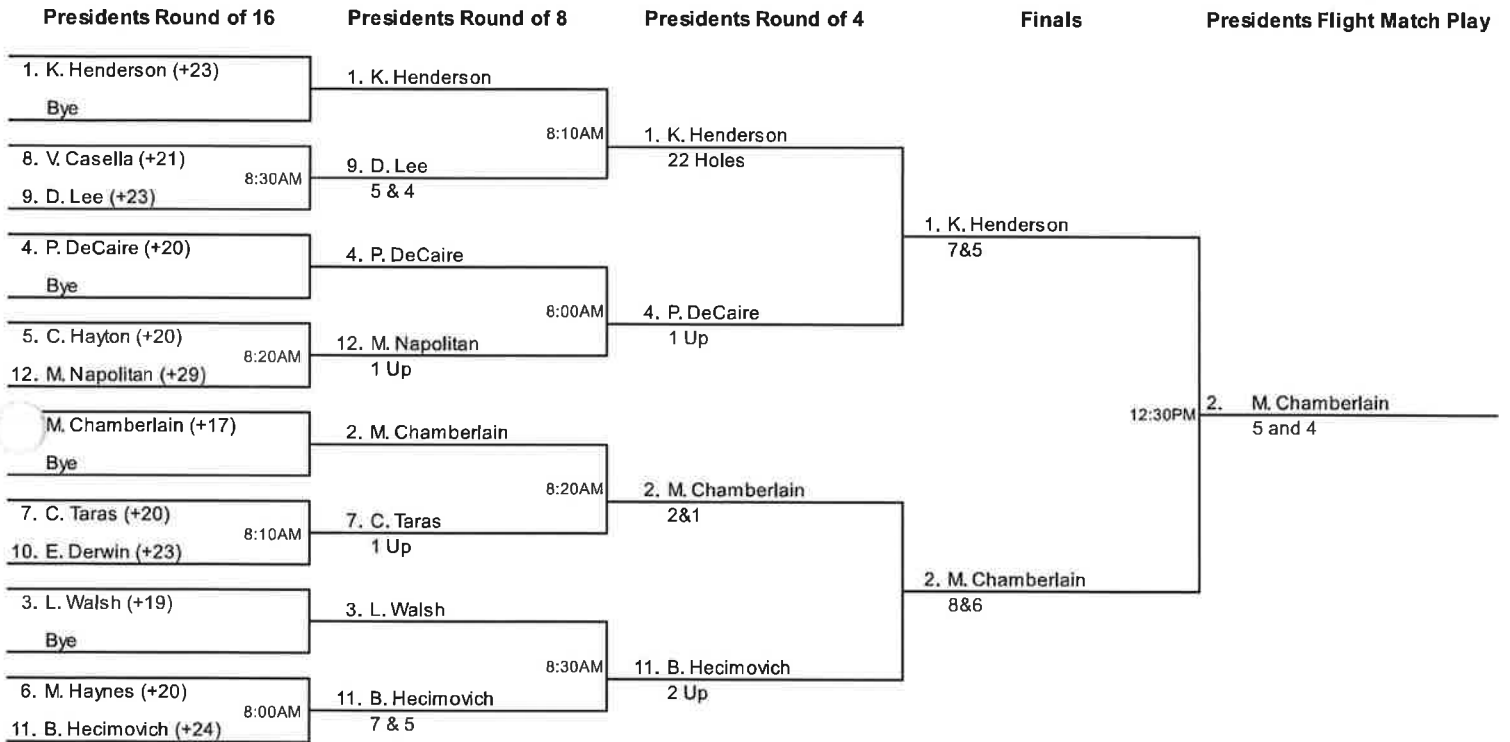 Presidents Round of 16
Presidents Round of 8
Presidents Round of 4
Finals
Presidents Flight Match Play
1. K. Henderson (+23)
Bye
8. V. Casella (+21)
8:30AM
9. D. Lee (+23)
4. P. DeCaire (+20)
Bye
5. C. Hayton (+20)
8:20AM
12. M. Napolitan (+29)
M. Chamberlain (+17)
Bye
7. C. Taras (+20)
8:10AM
10. E. Derwin (+23)
3. L. Walsh (+19)
Bye
6. M. Haynes (+20)
8:00AM
11. B. Hecimovich (+24)
1. K. Henderson
8:10AM
9. D. Lee
5 & 4
4. P. DeCaire
8:00AM
12. M. Napolitan
1 Up
2. M. Chamberlain
8:20AM
7. C. Taras
1 Up
3. L. Walsh
8:30AM
11. B. Hecimovich
7 & 5
1. K. Henderson
22 Holes
4. P. DeCaire
1 Up
2. M. Chamberlain
2&1
11. B. Hecimovich
2 Up
1. K. Henderson
7&5
12:30PM
2. M. Chamberlain
8&6
2. M. Chamberlain
5 and 4